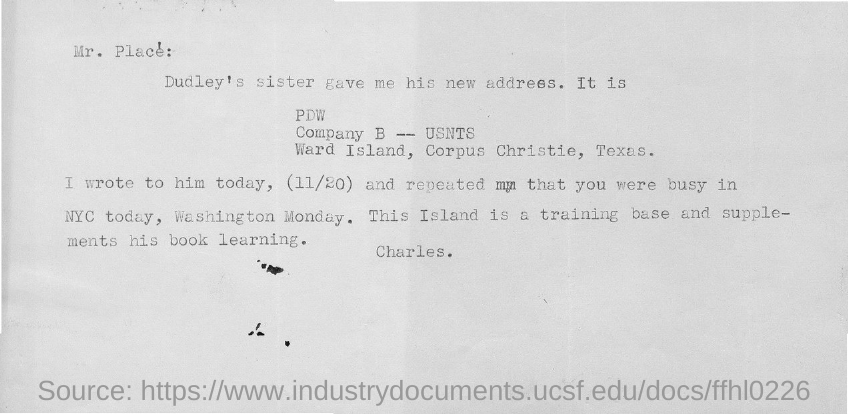 Mr. Place:
Dudley's sister gave me his new address. It is
PDW
Company B -- USNTS
Ward Island, Corpus Christie, Texas.
I wrote to him today, (11/20) and repeated that you were busy in
NYC today, Washington Monday. This Island is a training base and supple-
ments his book learning.
Charles.
Source: https://www.industrydocuments.ucsf.edu/docs/ffhl0226